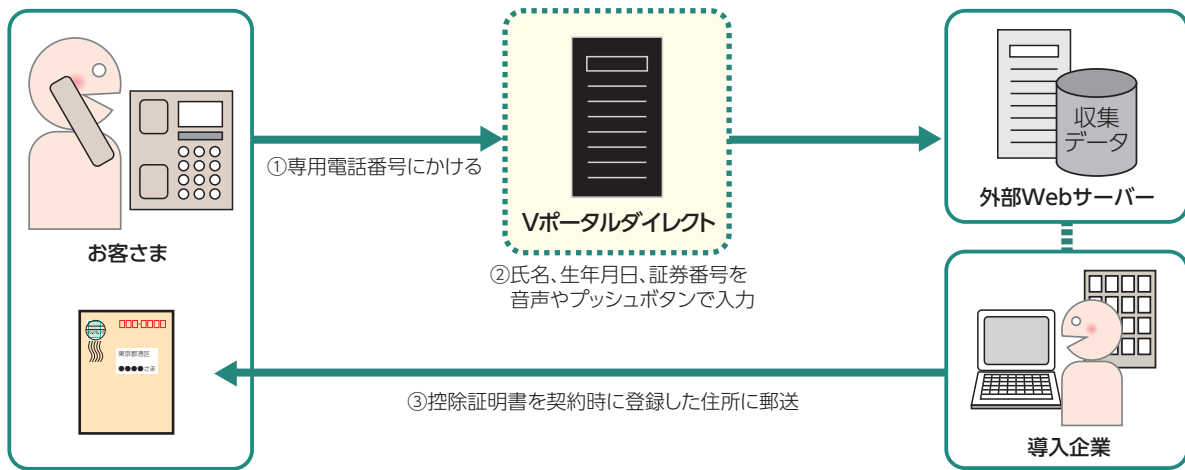 収集
データ
外部Webサーバー
お客さま
①専用電話番号にかける
Vポータルダイレクト
②氏名、生年月日、証券番号を
音声やプッシュボタンで入力
東京都港区
●●●●さま
③控除証明書を契約時に登録した住所に郵送
導入企業